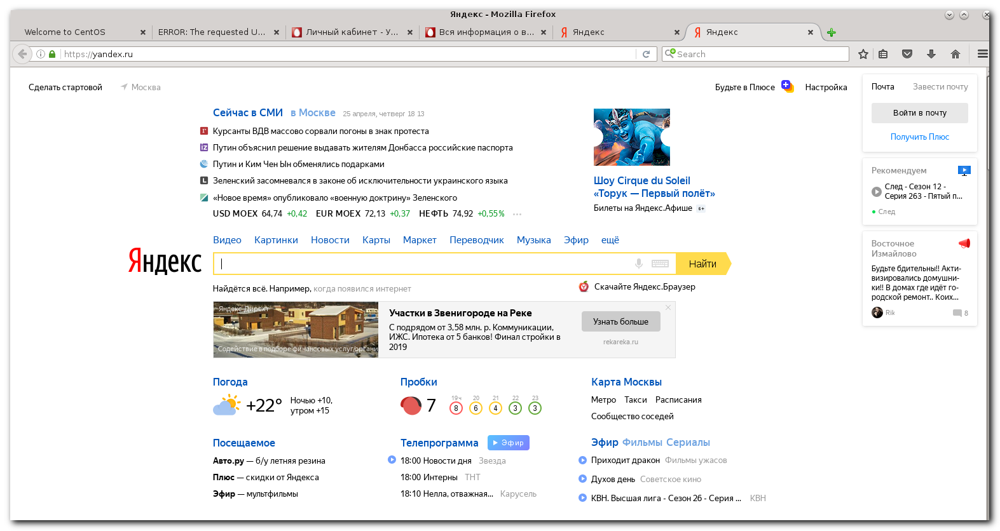 Яндекс - Mozilla Firefox
Welcome to CentOS
ERROR: The requested U...
Личный кабинет - У...
Вся информация о в...
Яндекс
Яндекс
https://yandex.ru
Search
Сделать стартовой
Москва
Будьте в Плюсе
Настройка
Почта
Завести почту
Войти в почту
Получить Плюс
Сейчас в СМИ в Москве 25 апреля, четверг 18 13
Курсанты ВДВ массово сорвали погоны в знак протеста
Путин объяснил решение выдавать жителям Донбасса российские паспорта
Путин и Ким Чен Ын обменялись подарками
Зеленский засомневался в законе об исключительности украинского языка
«Новое время» опубликовало «военную доктрину» Зеленского
USD MOEX 64,74 +0,42 EUR MOEX 72,13 +0,37 НЕФТЬ 74,92 +0,55% ...
Шоу Cirque du Soleil
«Торук — Первый полёт»
Билеты на Яндекс.Афише 6+
Рекомендуем
След - Сезон 12 -
Серия 263 - Пятый п...
След
Восточное
Измайлово
Будьте бдительны!! Акти-
визировались домушни-
ки!! В домах где идёт го-
родской ремонт.. Коих...
Rik
8
Видео Картинки Новости Карты Маркет Переводчик Музыка Эфир ещё
Яндекс
Найти
Найдётся всё. Например, когда появился интернет
Скачайте Яндекс.Браузер
Яндекс.Директ
Содействие в подборе финансовых услуг/органи
Участки в Звенигороде на Реке
С подрядом от 3,58 млн. р. Коммуникации,
ИЖС. Ипотека от 5 банков! Финал стройки в
2019
Узнать больше
rekareka.ru
Погода
+22°
Ночью +10,
утром +15
Пробки
7
19ч 20 21 22 23
8 6 4 3 3
Карта Москвы
Метро Такси Расписания
Сообщество соседей
Посещаемое
Авто.ру — б/у летняя резина
Плюс — скидки от Яндекса
Эфир — мультфильмы
Телепрограмма Эфир
18:00 Новости дня Звезда
18:00 Интерны ТНТ
18:10 Нелла, отважная... Карусель
Эфир Фильмы Сериалы
Приходит дракон Фильмы ужасов
Духов день Советское кино
КВН. Высшая лига - Сезон 26 - Серия ... КВН